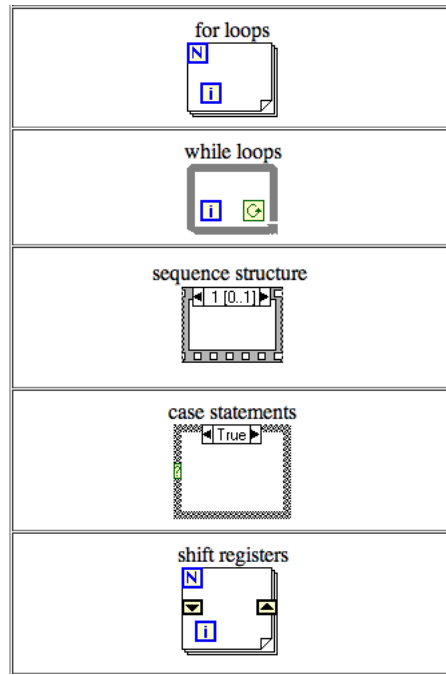 for loops
N
i
while loops
i
sequence structure
1 [0..1]
case statements
True
?
shift registers
N
i